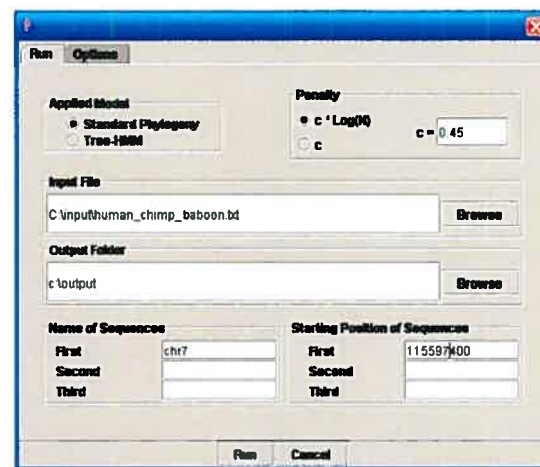 Run Options
Applied Model
Standard Phylogeny
Tree-HMM
Penalty
c * Log(N)
c
c = 0.45
Input File
C:\input\human_chimp_baboon.txt Browse
Output Folder
c:\output Browse
Name of Sequences
First chr7
Second
Third
Starting Position of Sequences
First 115597400
Second
Third
Run Cancel